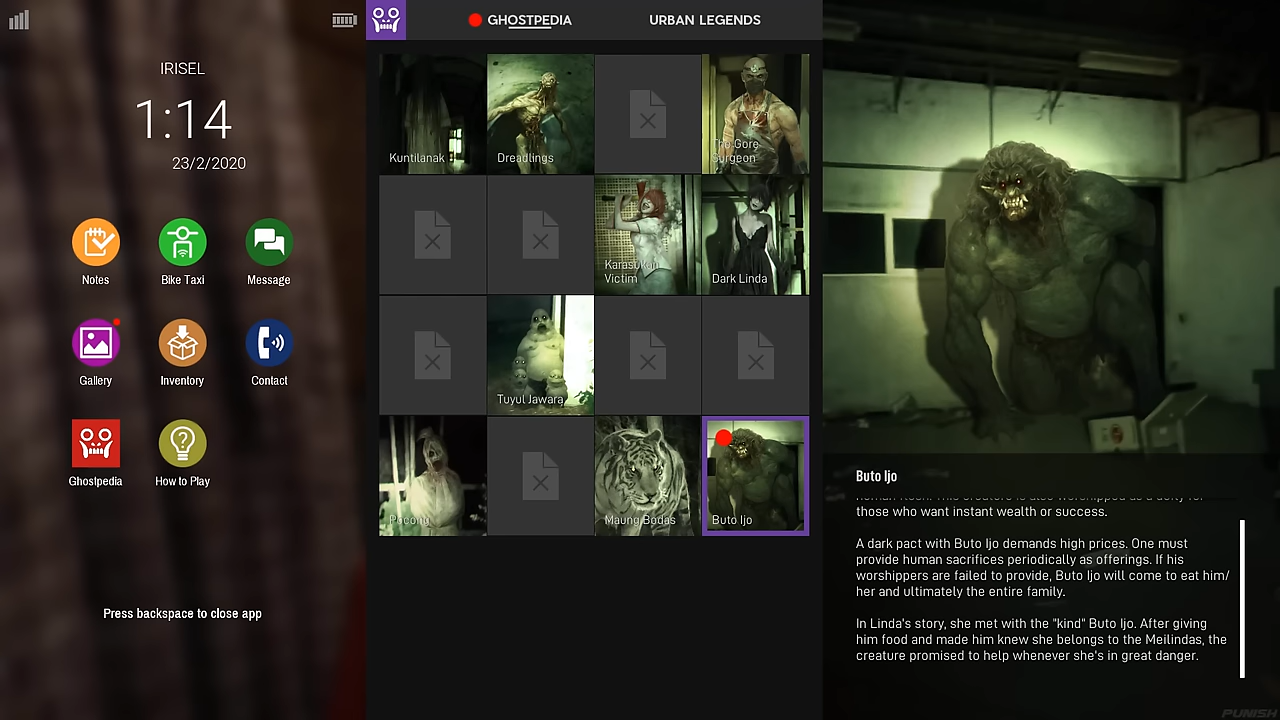 IRISEL
1:14
23/2/2020
Notes
Bike Taxi
Message
Gallery
Inventory
Contact
Ghostpedia
How to Play
Press backspace to close app
GHOSTPEDIA
URBAN LEGENDS
Kuntilanak
Dreadlings
The Gore
Surgeon
Karasukan
Victim
Dark Linda
Tuyul Jawara
Pocong
Maung Bodas
Buto Ijo
Buto Ijo
those who want instant wealth or success.
A dark pact with Buto Ijo demands high prices. One must
provide human sacrifices periodically as offerings. If his
worshippers are failed to provide, Buto Ijo will come to eat him/
her and ultimately the entire family.
In Linda's story, she met with the "kind" Buto Ijo. After giving
him food and made him knew she belongs to the Meilindas, the
creature promised to help whenever she's in great danger.
PUNISH